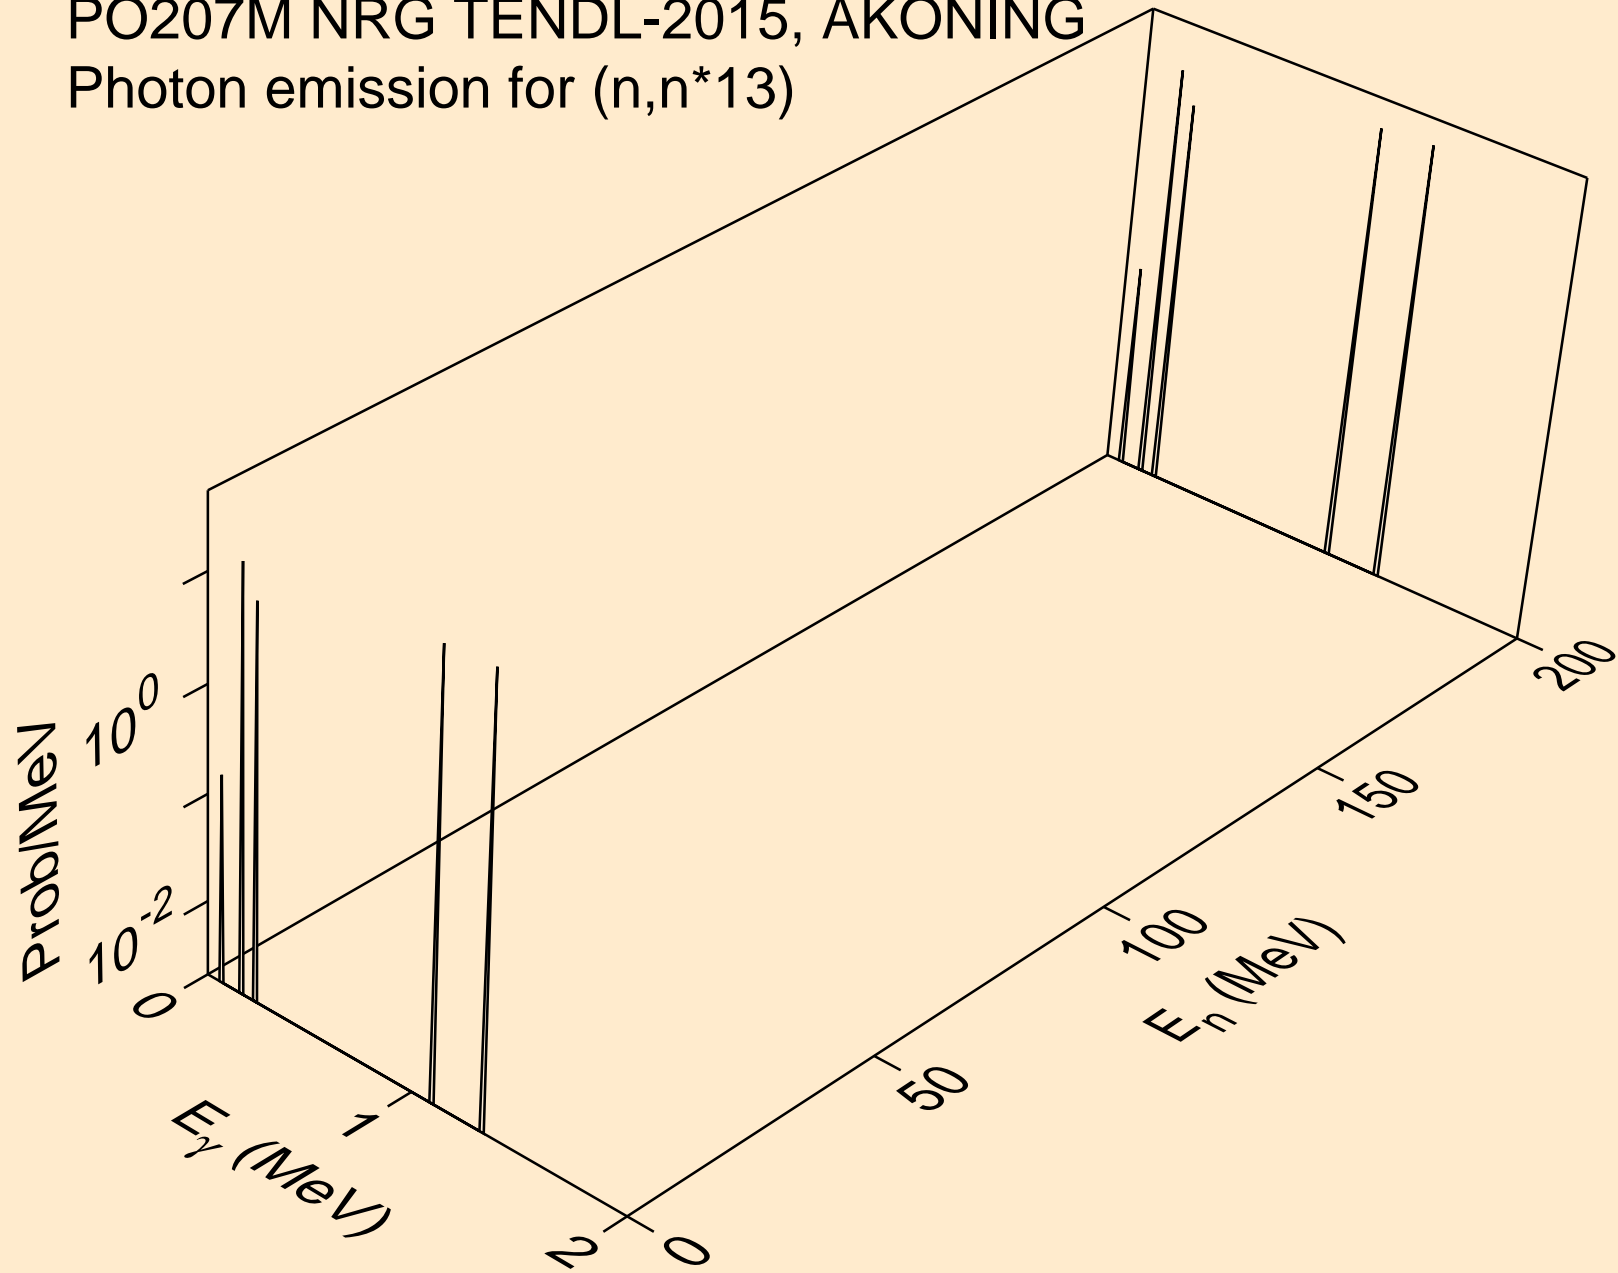 PO207M NRG TENDL-2015, AKONING
Photon emission for (n,n*13)
Prob/MeV
10^0
10^-2
0
1
2
E_γ (MeV)
0
50
100
150
200
E_n (MeV)